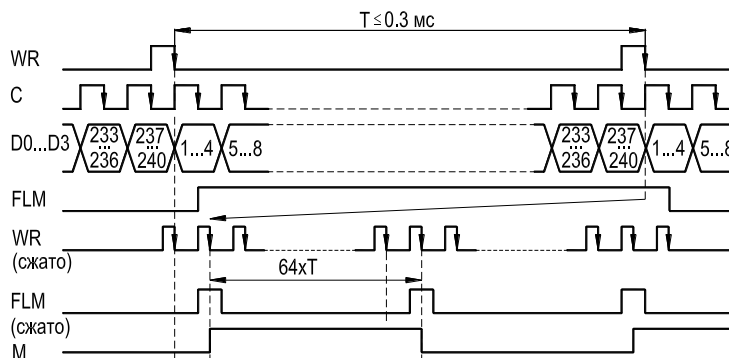 T ≤ 0.3 мс
WR
C
D0...D3 233...236 237...240 1...4 5...8 233...236 237...240 1...4 5...8
FLM
WR
(сжато)
64xT
FLM
(сжато)
M